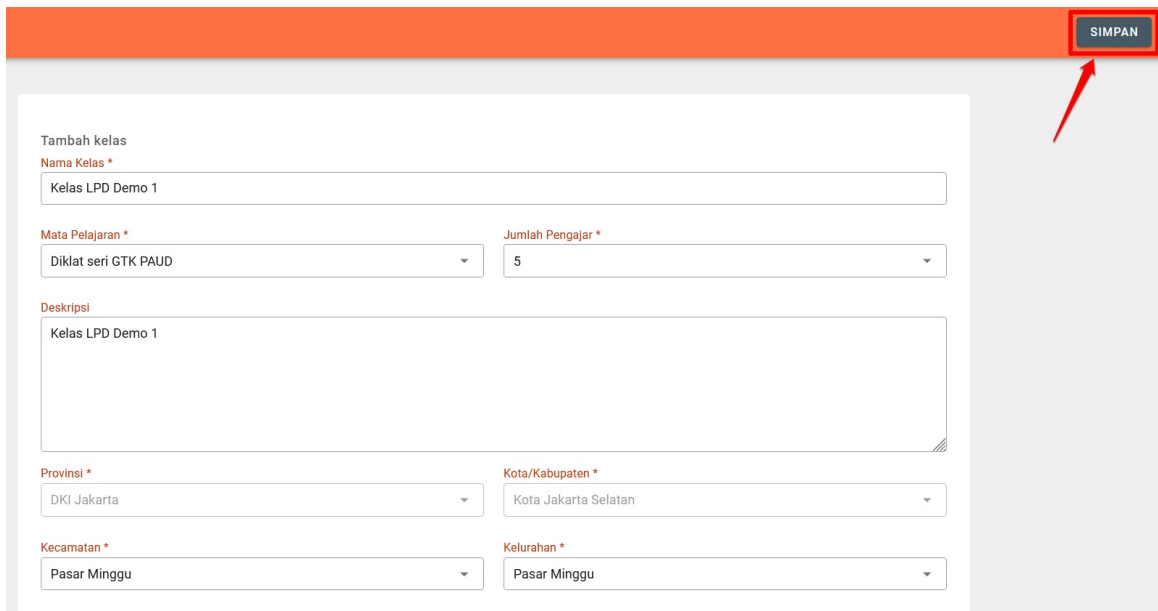 SIMPAN
Tambah kelas
Nama Kelas *
Kelas LPD Demo 1
Mata Pelajaran *
Jumlah Pengajar *
Diklat seri GTK PAUD
5
Deskripsi
Kelas LPD Demo 1
Provinsi *
Kota/Kabupaten *
DKI Jakarta
Kota Jakarta Selatan
Kecamatan *
Kelurahan *
Pasar Minggu
Pasar Minggu